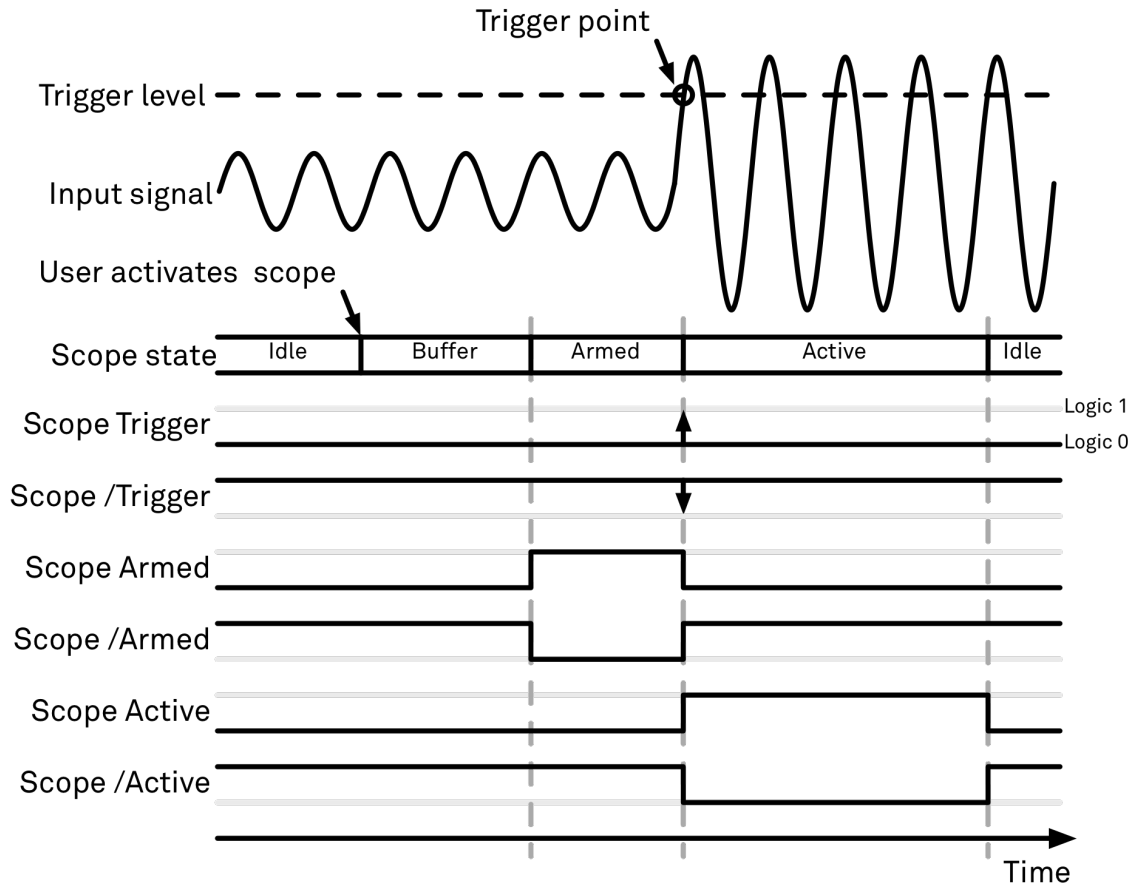 Trigger point
Trigger level
Input signal
User activates scope
Scope state
Idle
Buffer
Armed
Active
Idle
Scope Trigger
Logic 1
Logic 0
Scope /Trigger
Scope Armed
Scope /Armed
Scope Active
Scope /Active
Time